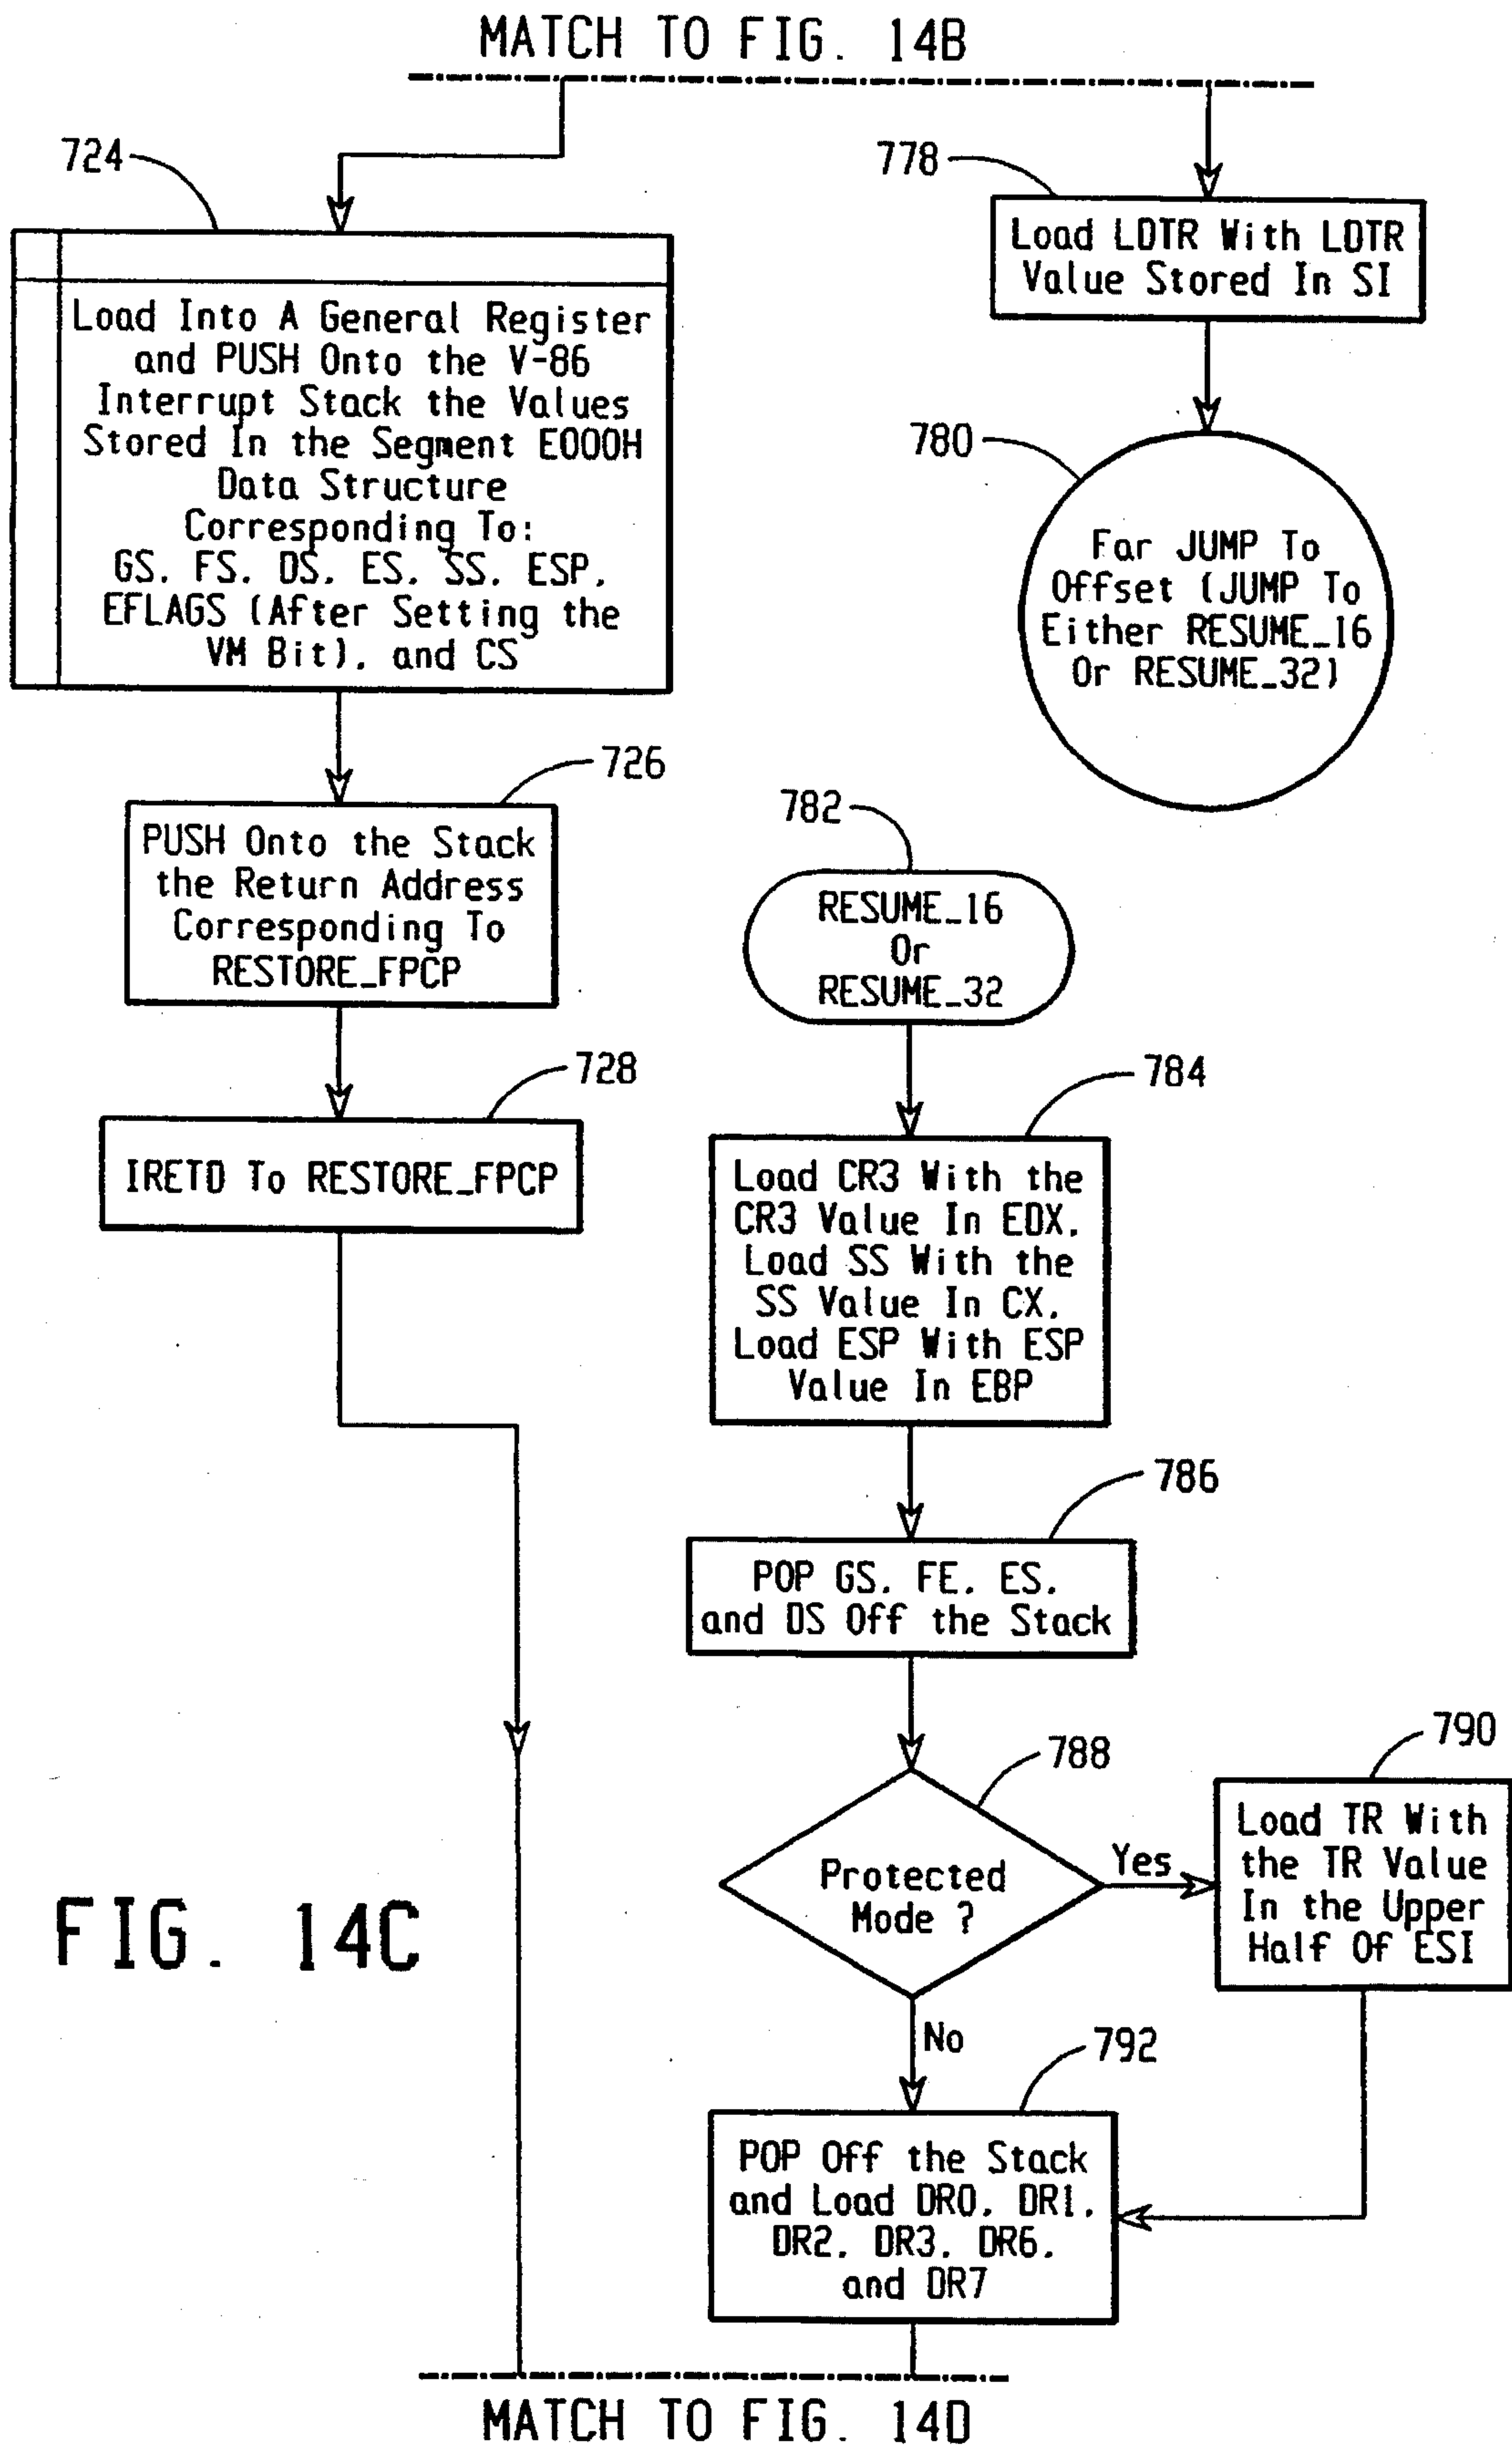 MATCH TO FIG. 14B
724
Load Into A General Register
and PUSH Onto the V-86
Interrupt Stack the Values
Stored In the Segment E000H
Data Structure
Corresponding To:
GS, FS, DS, ES, SS, ESP,
EFLAGS (After Setting the
VM Bit), and CS
726
PUSH Onto the Stack
the Return Address
Corresponding To
RESTORE_FPCP
728
IRETD To RESTORE_FPCP
778
Load LDTR With LDTR
Value Stored In SI
780
Far JUMP To
Offset (JUMP To
Either RESUME_16
Or RESUME_32)
782
RESUME_16
Or
RESUME_32
784
Load CR3 With the
CR3 Value In EDX,
Load SS With the
SS Value In CX,
Load ESP With ESP
Value In EBP
786
POP GS, FE, ES,
and DS Off the Stack
788
Protected
Mode ?
Yes
790
Load TR With
the TR Value
In the Upper
Half Of ESI
No
792
POP Off the Stack
and Load DR0, DR1,
DR2, DR3, DR6,
and DR7
FIG. 14C
MATCH TO FIG. 14D